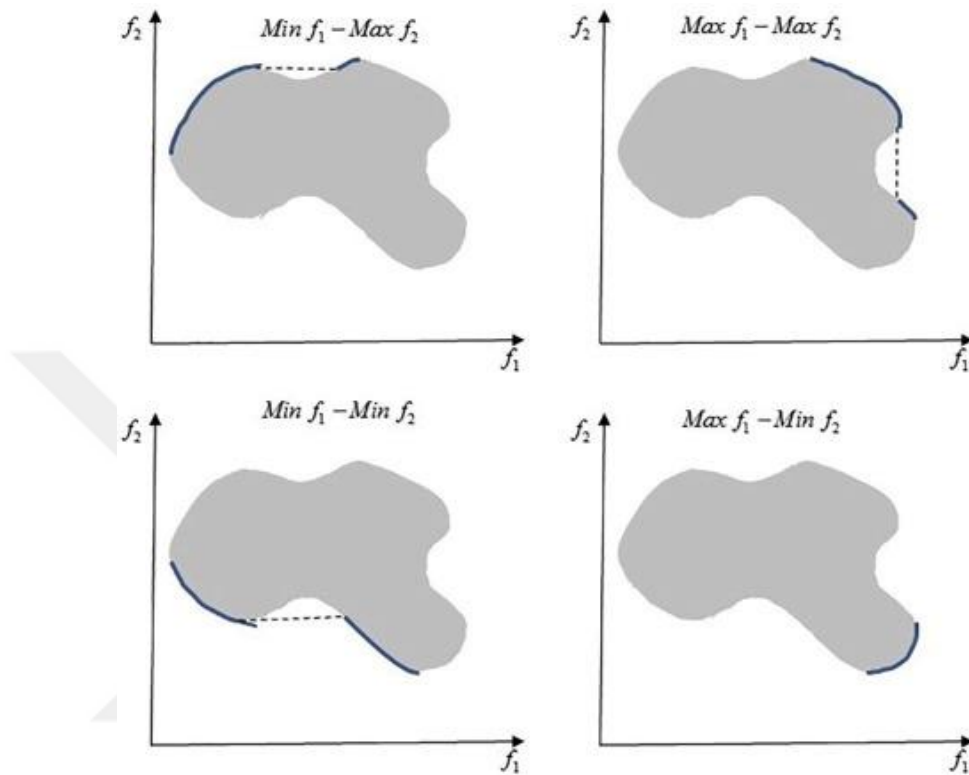 f₂
Min f₁ – Max f₂
f₁
f₂
Max f₁ – Max f₂
f₁
f₂
Min f₁ – Min f₂
f₁
f₂
Max f₁ – Min f₂
f₁